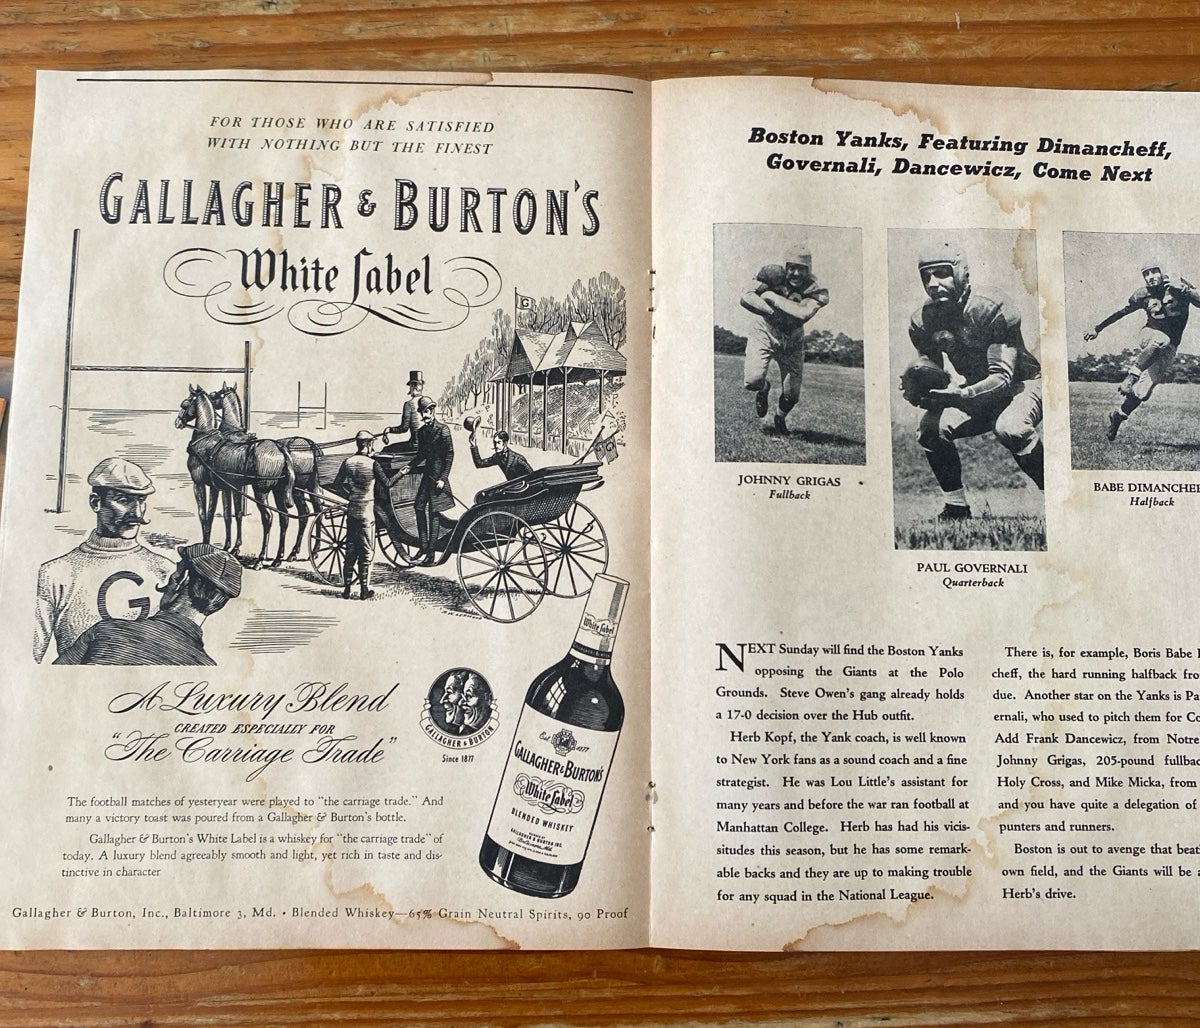 FOR THOSE WHO ARE SATISFIED
WITH NOTHING BUT THE FINEST
GALLAGHER & BURTON'S
White Label
G
G
A Luxury Blend
CREATED ESPECIALLY FOR
"The Carriage Trade"
GALLAGHER & BURTON
Since 1877
White Label
Est. 1877
GALLAGHER & BURTON'S
White Label
BLENDED WHISKEY
GALLAGHER & BURTON INC.
Baltimore, Md.
The football matches of yesteryear were played to "the carriage trade." And
many a victory toast was poured from a Gallagher & Burton's bottle.
Gallagher & Burton's White Label is a whiskey for "the carriage trade" of
today. A luxury blend agreeably smooth and light, yet rich in taste and dis-
tinctive in character
Gallagher & Burton, Inc., Baltimore 3, Md. • Blended Whiskey—65% Grain Neutral Spirits, 90 Proof
Boston Yanks, Featuring Dimancheff,
Governali, Dancewicz, Come Next
22
JOHNNY GRIGAS
Fullback
PAUL GOVERNALI
Quarterback
BABE DIMANCHEF
Halfback
NEXT Sunday will find the Boston Yanks
opposing the Giants at the Polo
Grounds. Steve Owen's gang already holds
a 17-0 decision over the Hub outfit.
Herb Kopf, the Yank coach, is well known
to New York fans as a sound coach and a fine
strategist. He was Lou Little's assistant for
many years and before the war ran football at
Manhattan College. Herb has had his vicis-
situdes this season, but he has some remark-
able backs and they are up to making trouble
for any squad in the National League.
There is, for example, Boris Babe
cheff, the hard running halfback fro
due. Another star on the Yanks is Pa
ernali, who used to pitch them for Co
Add Frank Dancewicz, from Notre
Johnny Grigas, 205-pound fullbac
Holy Cross, and Mike Micka, from
and you have quite a delegation of
punters and runners.
Boston is out to avenge that beat
own field, and the Giants will be a
Herb's drive.